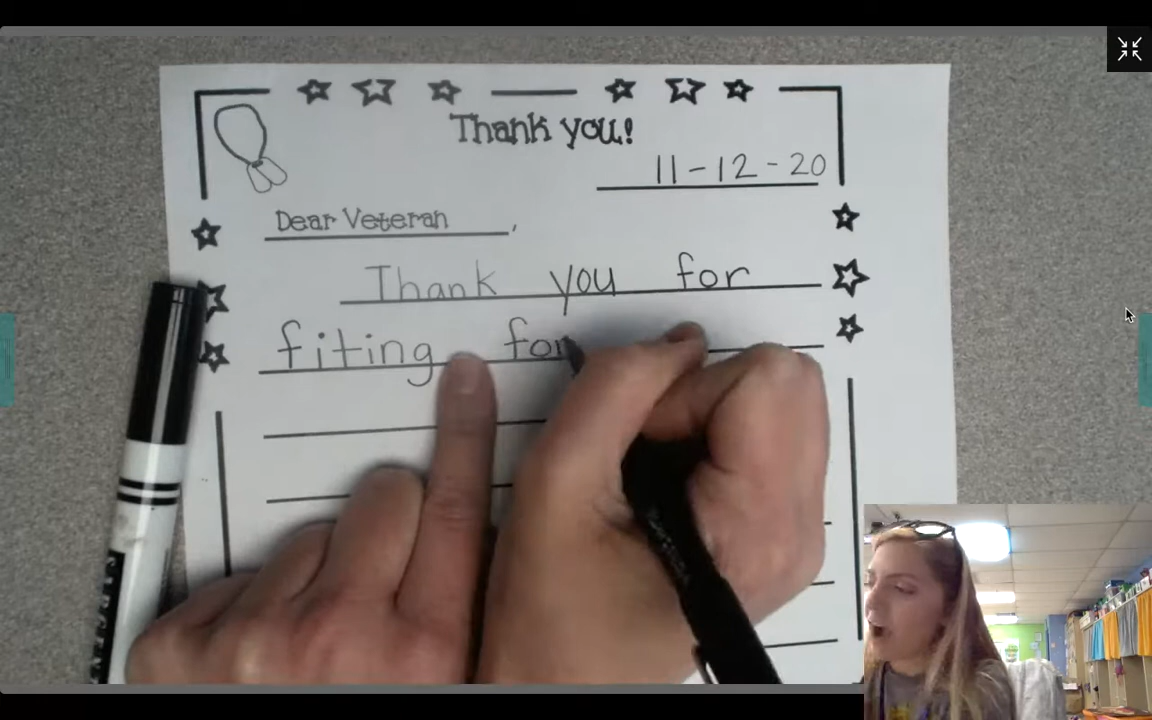 Thank you!
11-12-20
Dear Veteran,
Thank you for
fiting for